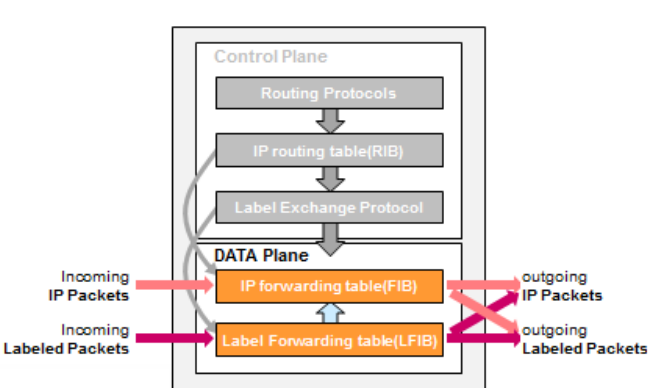 Control Plane
Routing Protocols
IP routing table(RIB)
Label Exchange Protocol
DATA Plane
Incoming
IP Packets
IP forwarding table(FIB)
outgoing
IP Packets
Incoming
Labeled Packets
Label Forwarding table(LFIB)
outgoing
Labeled Packets